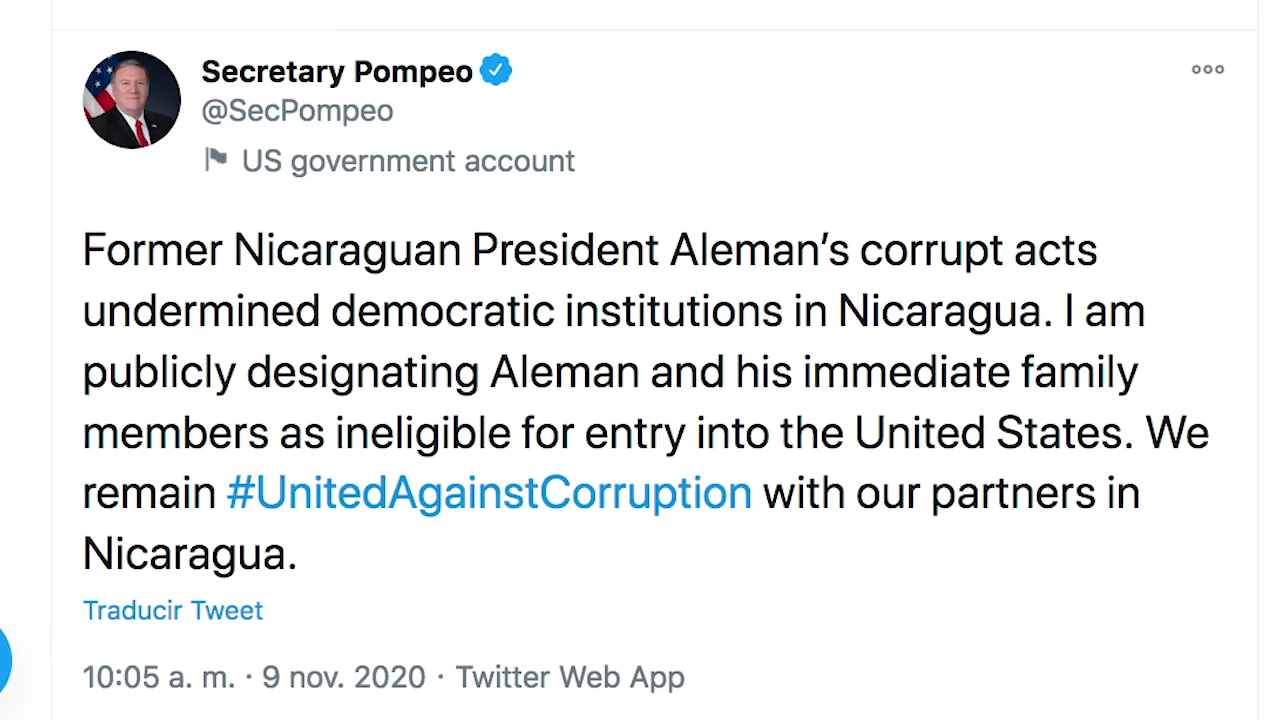 Secretary Pompeo
@SecPompeo
US government account
Former Nicaraguan President Aleman’s corrupt acts
undermined democratic institutions in Nicaragua. I am
publicly designating Aleman and his immediate family
members as ineligible for entry into the United States. We
remain #UnitedAgainstCorruption with our partners in
Nicaragua.
Traducir Tweet
10:05 a. m. · 9 nov. 2020 · Twitter Web App